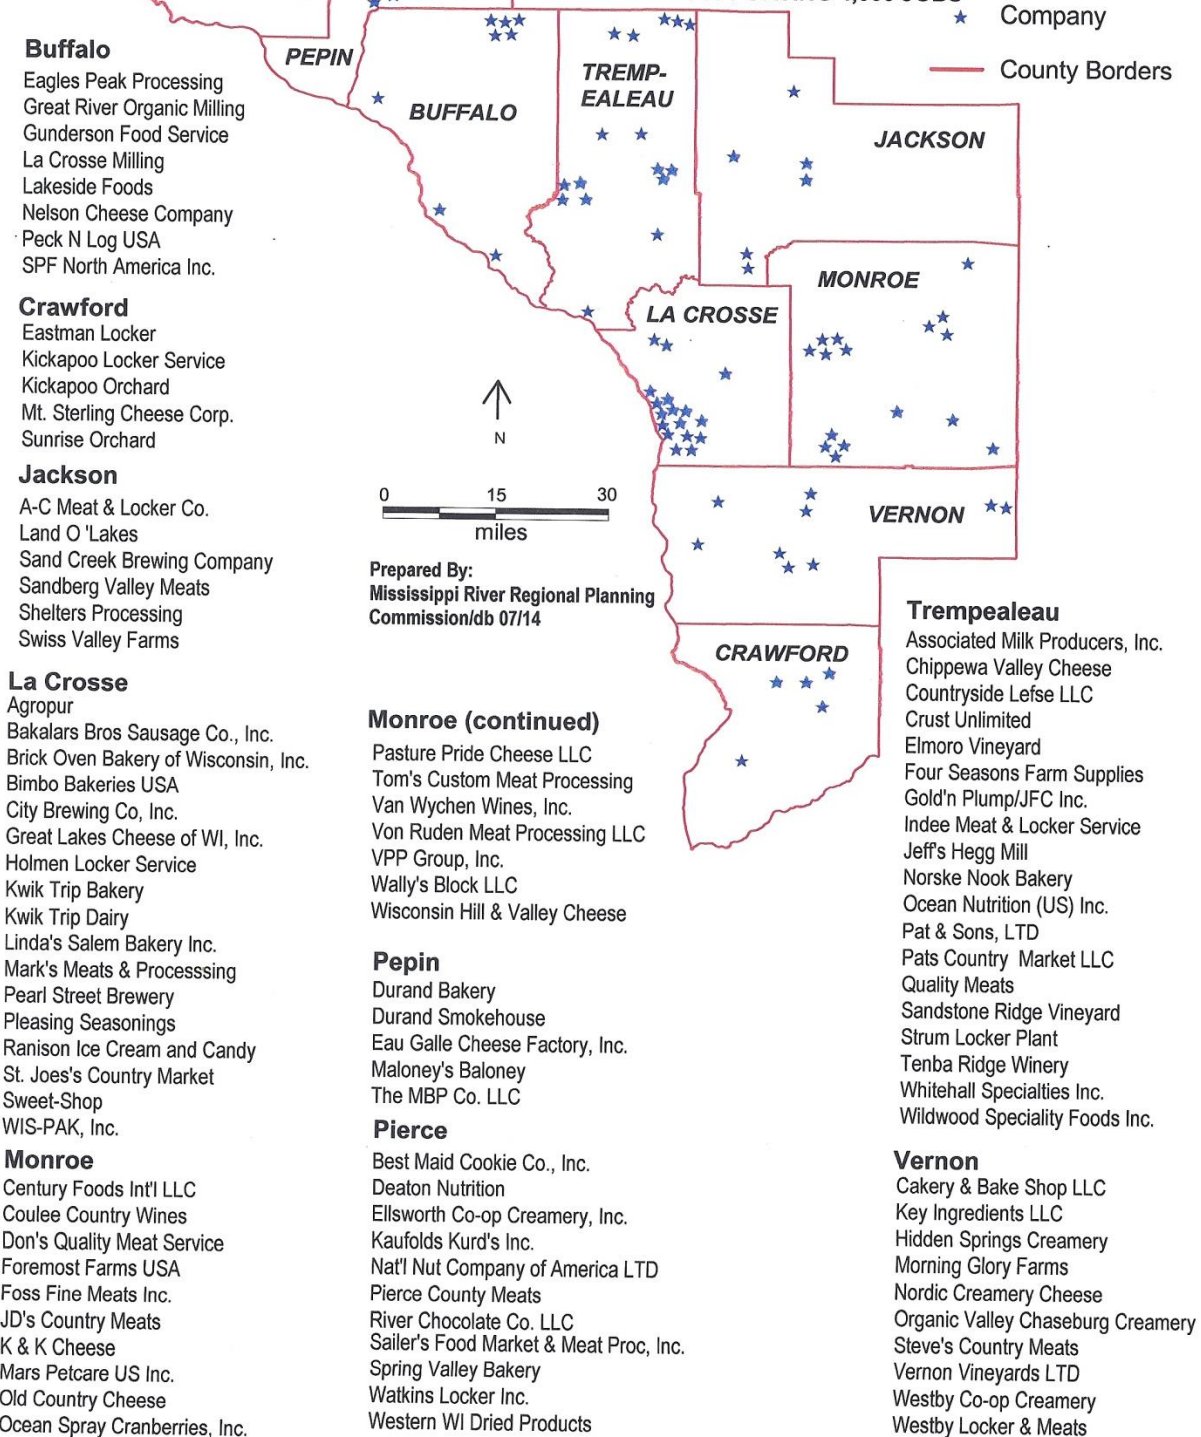 Company
County Borders
PEPIN
BUFFALO
TREMP-
EALEAU
JACKSON
MONROE
LA CROSSE
VERNON
CRAWFORD
N
0 15 30
miles
Prepared By:
Mississippi River Regional Planning
Commission/db 07/14
Buffalo
Eagles Peak Processing
Great River Organic Milling
Gunderson Food Service
La Crosse Milling
Lakeside Foods
Nelson Cheese Company
Peck N Log USA
SPF North America Inc.
Crawford
Eastman Locker
Kickapoo Locker Service
Kickapoo Orchard
Mt. Sterling Cheese Corp.
Sunrise Orchard
Jackson
A-C Meat & Locker Co.
Land O 'Lakes
Sand Creek Brewing Company
Sandberg Valley Meats
Shelters Processing
Swiss Valley Farms
La Crosse
Agropur
Bakalars Bros Sausage Co., Inc.
Brick Oven Bakery of Wisconsin, Inc.
Bimbo Bakeries USA
City Brewing Co, Inc.
Great Lakes Cheese of WI, Inc.
Holmen Locker Service
Kwik Trip Bakery
Kwik Trip Dairy
Linda's Salem Bakery Inc.
Mark's Meats & Processsing
Pearl Street Brewery
Pleasing Seasonings
Ranison Ice Cream and Candy
St. Joes's Country Market
Sweet-Shop
WIS-PAK, Inc.
Monroe
Century Foods Int'l LLC
Coulee Country Wines
Don's Quality Meat Service
Foremost Farms USA
Foss Fine Meats Inc.
JD's Country Meats
K & K Cheese
Mars Petcare US Inc.
Old Country Cheese
Ocean Spray Cranberries, Inc.
Monroe (continued)
Pasture Pride Cheese LLC
Tom's Custom Meat Processing
Van Wychen Wines, Inc.
Von Ruden Meat Processing LLC
VPP Group, Inc.
Wally's Block LLC
Wisconsin Hill & Valley Cheese
Pepin
Durand Bakery
Durand Smokehouse
Eau Galle Cheese Factory, Inc.
Maloney's Baloney
The MBP Co. LLC
Pierce
Best Maid Cookie Co., Inc.
Deaton Nutrition
Ellsworth Co-op Creamery, Inc.
Kaufolds Kurd's Inc.
Nat'l Nut Company of America LTD
Pierce County Meats
River Chocolate Co. LLC
Sailer's Food Market & Meat Proc, Inc.
Spring Valley Bakery
Watkins Locker Inc.
Western WI Dried Products
Trempealeau
Associated Milk Producers, Inc.
Chippewa Valley Cheese
Countryside Lefse LLC
Crust Unlimited
Elmoro Vineyard
Four Seasons Farm Supplies
Gold'n Plump/JFC Inc.
Indee Meat & Locker Service
Jeff's Hegg Mill
Norske Nook Bakery
Ocean Nutrition (US) Inc.
Pat & Sons, LTD
Pats Country Market LLC
Quality Meats
Sandstone Ridge Vineyard
Strum Locker Plant
Tenba Ridge Winery
Whitehall Specialties Inc.
Wildwood Speciality Foods Inc.
Vernon
Cakery & Bake Shop LLC
Key Ingredients LLC
Hidden Springs Creamery
Morning Glory Farms
Nordic Creamery Cheese
Organic Valley Chaseburg Creamery
Steve's Country Meats
Vernon Vineyards LTD
Westby Co-op Creamery
Westby Locker & Meats